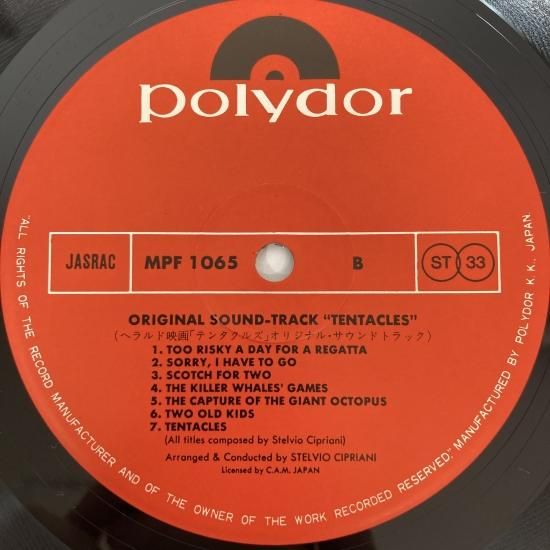 polydor
JASRAC MPF 1065 B ST 33
ORIGINAL SOUND-TRACK "TENTACLES"
(ヘラルド映画「テンタクルズ」オリジナル・サウンドトラック)
1. TOO RISKY A DAY FOR A REGATTA
2. SORRY, I HAVE TO GO
3. SCOTCH FOR TWO
4. THE KILLER WHALES' GAMES
5. THE CAPTURE OF THE GIANT OCTOPUS
6. TWO OLD KIDS
7. TENTACLES
(All titles composed by Stelvio Cipriani)
Arranged & Conducted by STELVIO CIPRIANI
Licensed by C.A.M. JAPAN
"ALL RIGHTS OF THE RECORD MANUFACTURER AND OF THE OWNER OF THE WORK RECORDED RESERVED." MANUFACTURED BY POLYDOR K. K., JAPAN.